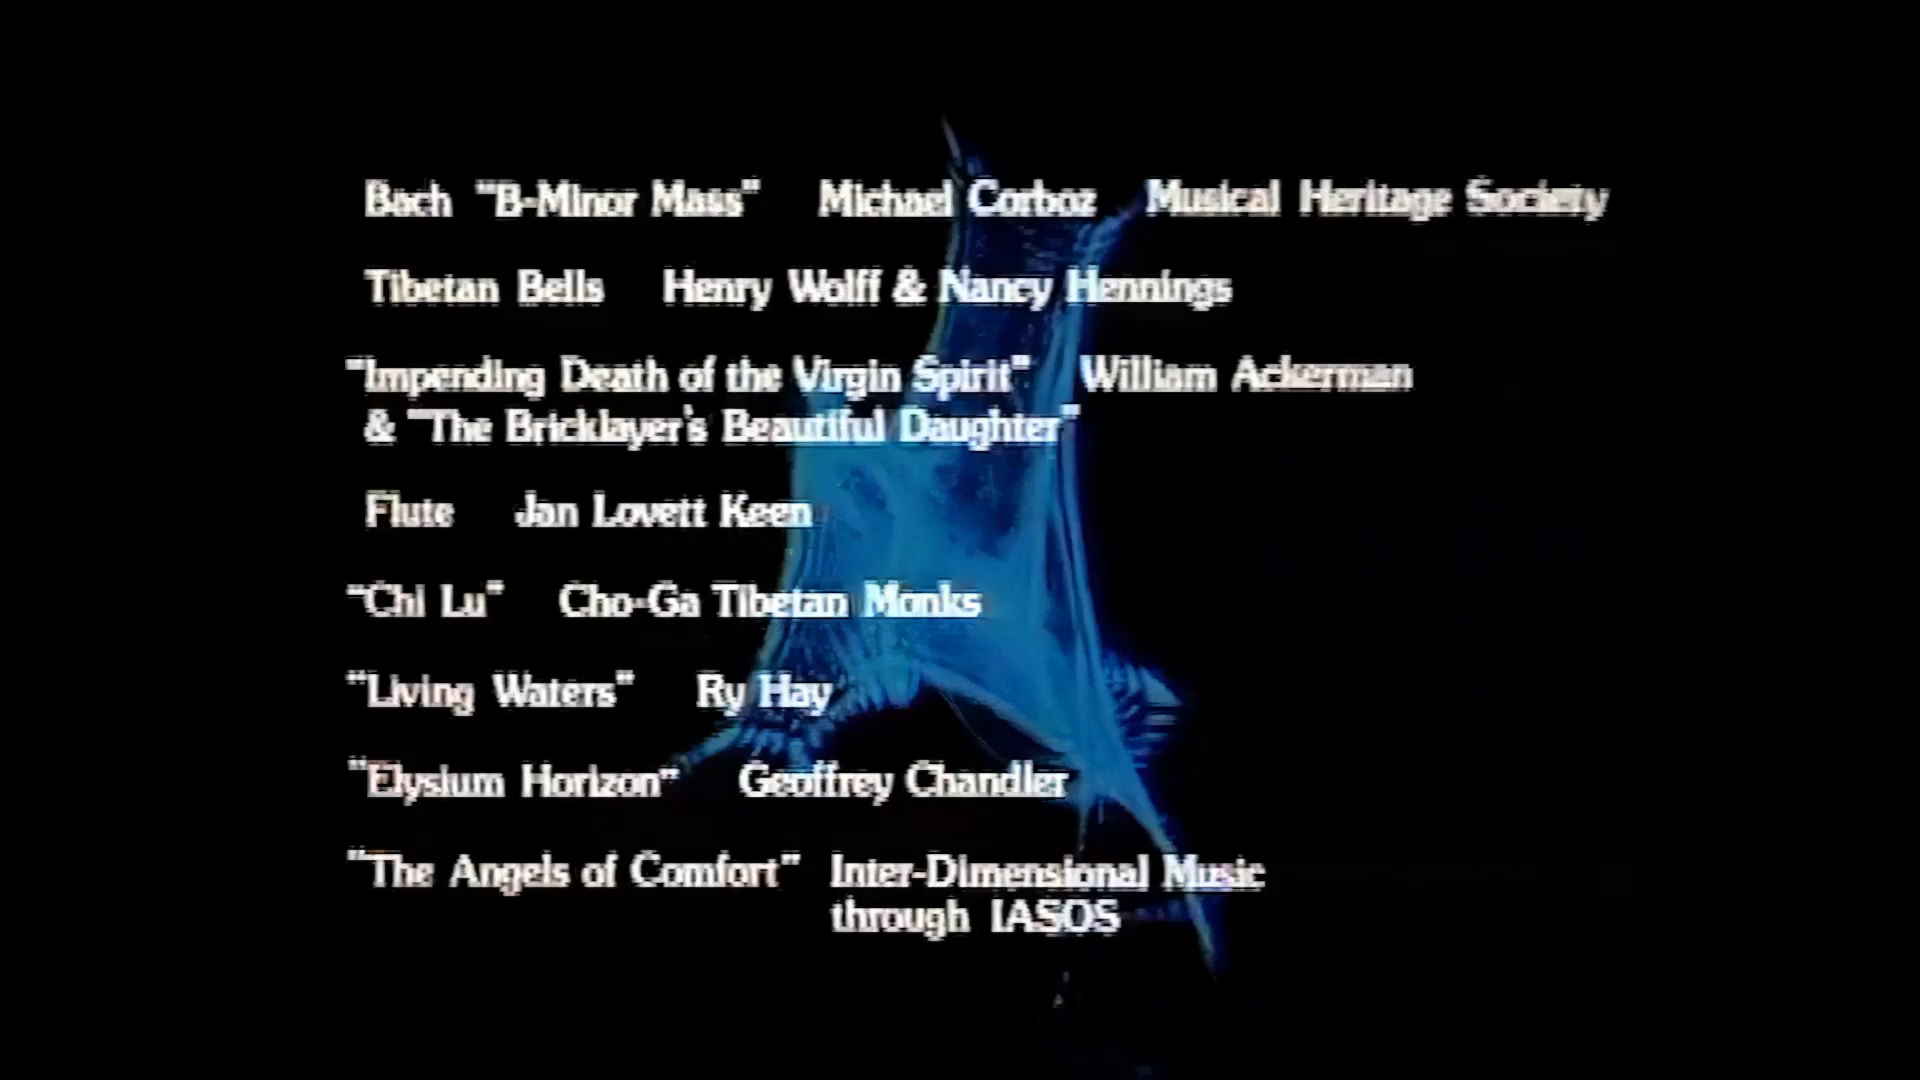 Bach "B-Minor Mass" Michael Corboz Musical Heritage Society
Tibetan Bells Henry Wolff & Nancy Hennings
"Impending Death of the Virgin Spirit" William Ackerman
& "The Bricklayer's Beautiful Daughter"
Flute Jan Lovett Keen
"Chi Lu" Cho-Ga Tibetan Monks
"Living Waters" Ry Hay
"Elysium Horizon" Geoffrey Chandler
"The Angels of Comfort" Inter-Dimensional Music
through IASOS